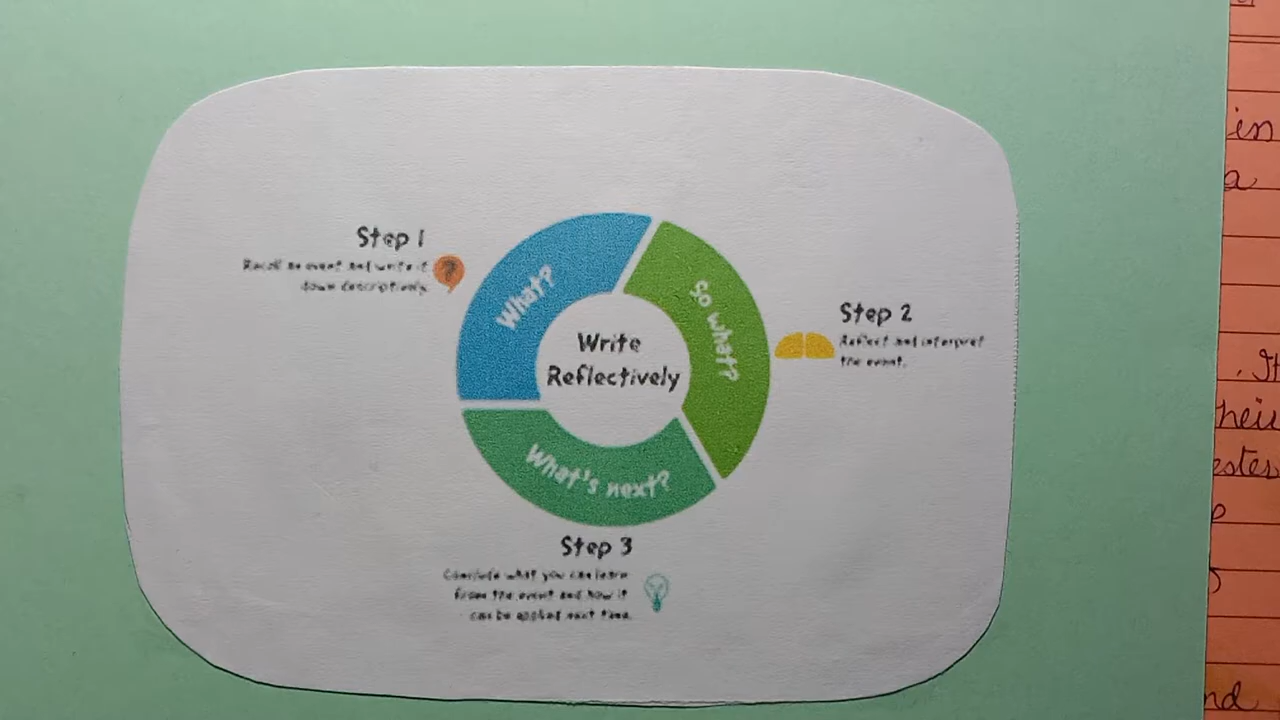 Step 1
Recall an event and write it
down descriptively.
What?
So what?
Step 2
Reflect and interpret
the event.
Write
Reflectively
What's next?
Step 3
Conclude what you can learn
from the event and how it
can be applied next time.
in
a
. It